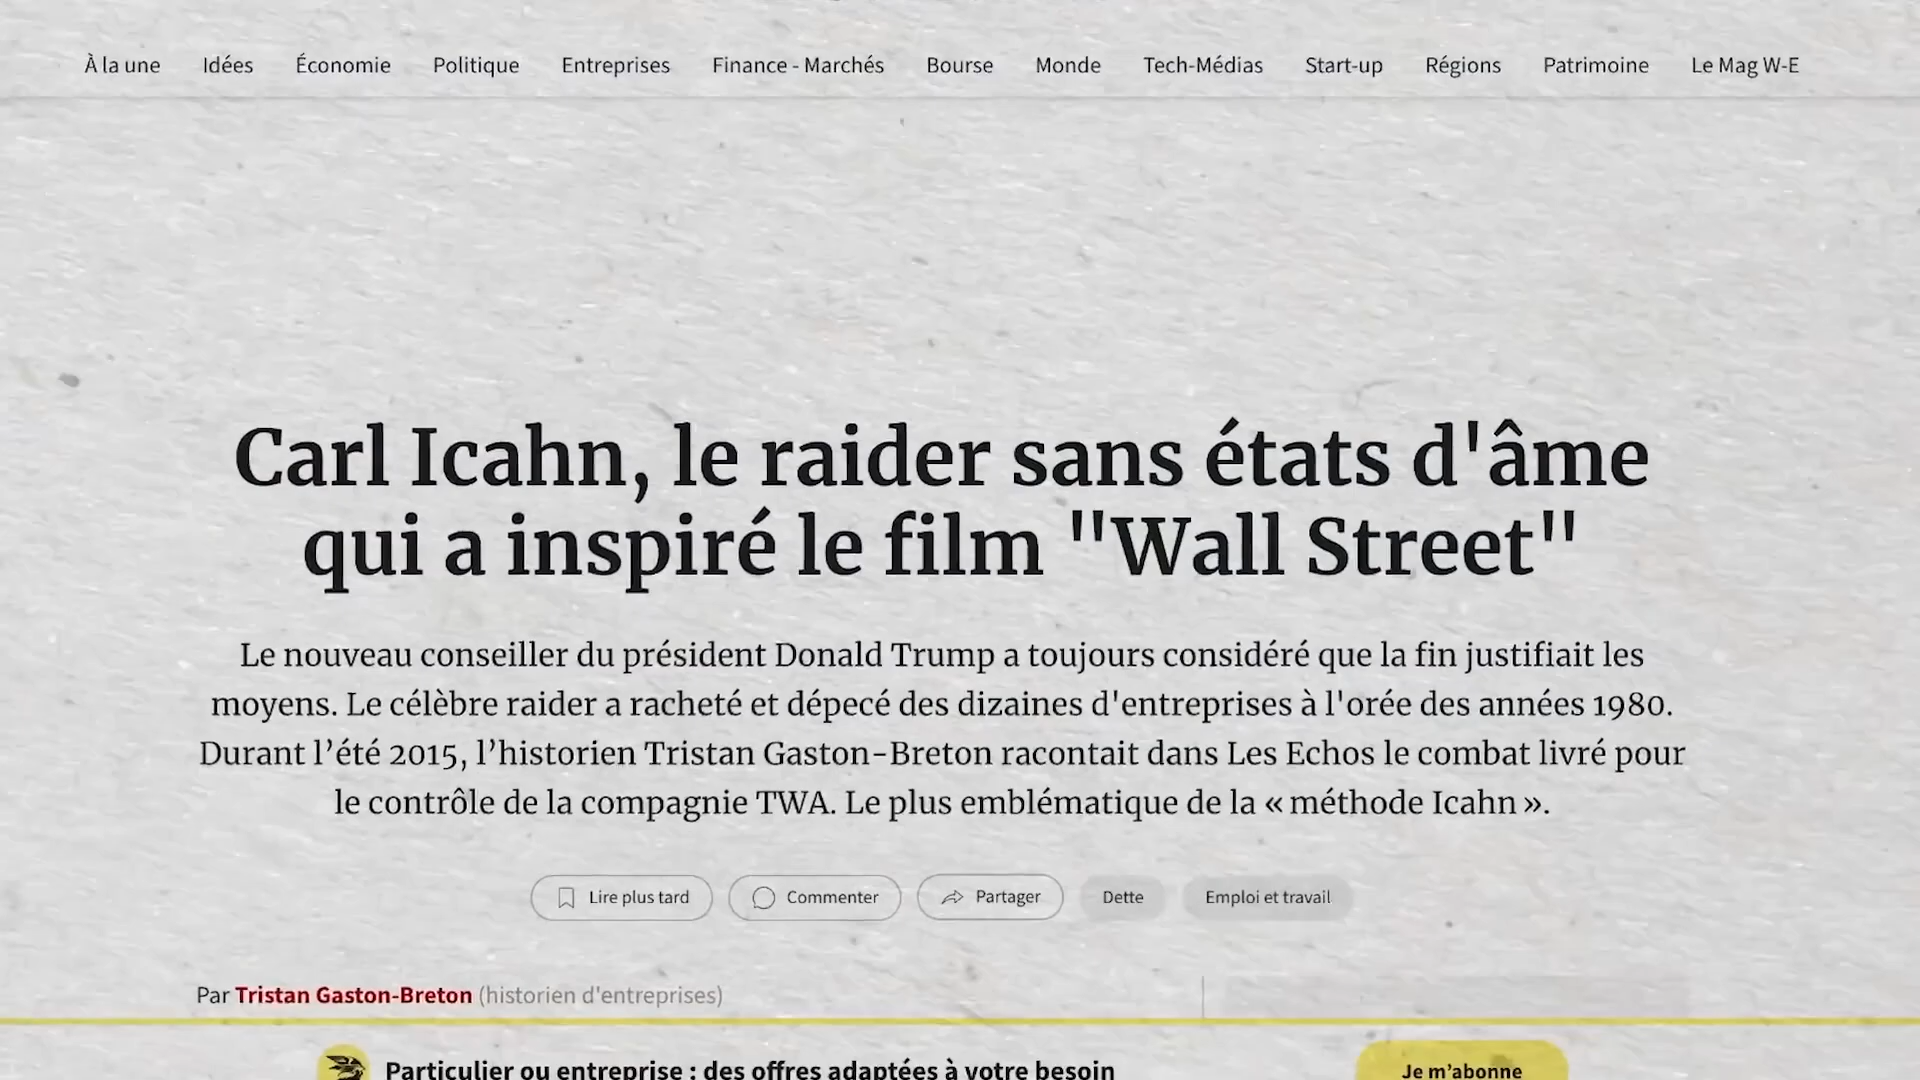 À la une Idées Économie Politique Entreprises Finance - Marchés Bourse Monde Tech-Médias Start-up Régions Patrimoine Le Mag W-E
Carl Icahn, le raider sans états d'âme
qui a inspiré le film "Wall Street"
Le nouveau conseiller du président Donald Trump a toujours considéré que la fin justifiait les
moyens. Le célèbre raider a racheté et dépecé des dizaines d'entreprises à l'orée des années 1980.
Durant l’été 2015, l’historien Tristan Gaston-Breton racontait dans Les Echos le combat livré pour
le contrôle de la compagnie TWA. Le plus emblématique de la « méthode Icahn ».
Lire plus tard Commenter Partager Dette Emploi et travail
Par Tristan Gaston-Breton (historien d'entreprises)
Particulier ou entreprise : des offres adaptées à votre besoin
Je m’abonne